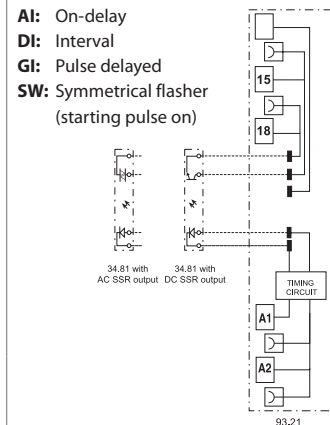 AI: On-delay
DI: Interval
GI: Pulse delayed
SW: Symmetrical flasher
(starting pulse on)
15
18
34.81 with
AC SSR output
34.81 with
DC SSR output
TIMING
CIRCUIT
A1
A2
93.21